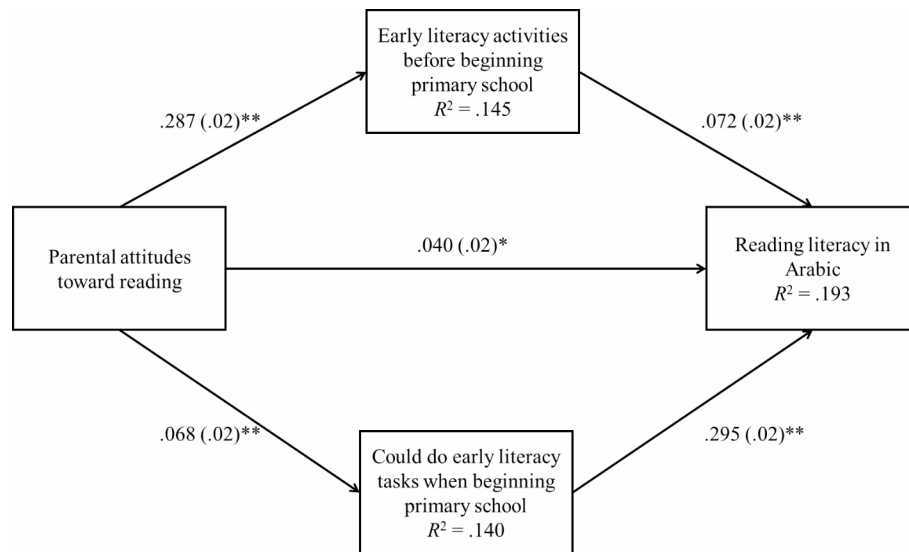 Early literacy activities
before beginning
primary school
R² = .145
.287 (.02)**
.072 (.02)**
Parental attitudes
toward reading
.040 (.02)*
Reading literacy in
Arabic
R² = .193
.068 (.02)**
.295 (.02)**
Could do early literacy
tasks when beginning
primary school
R² = .140